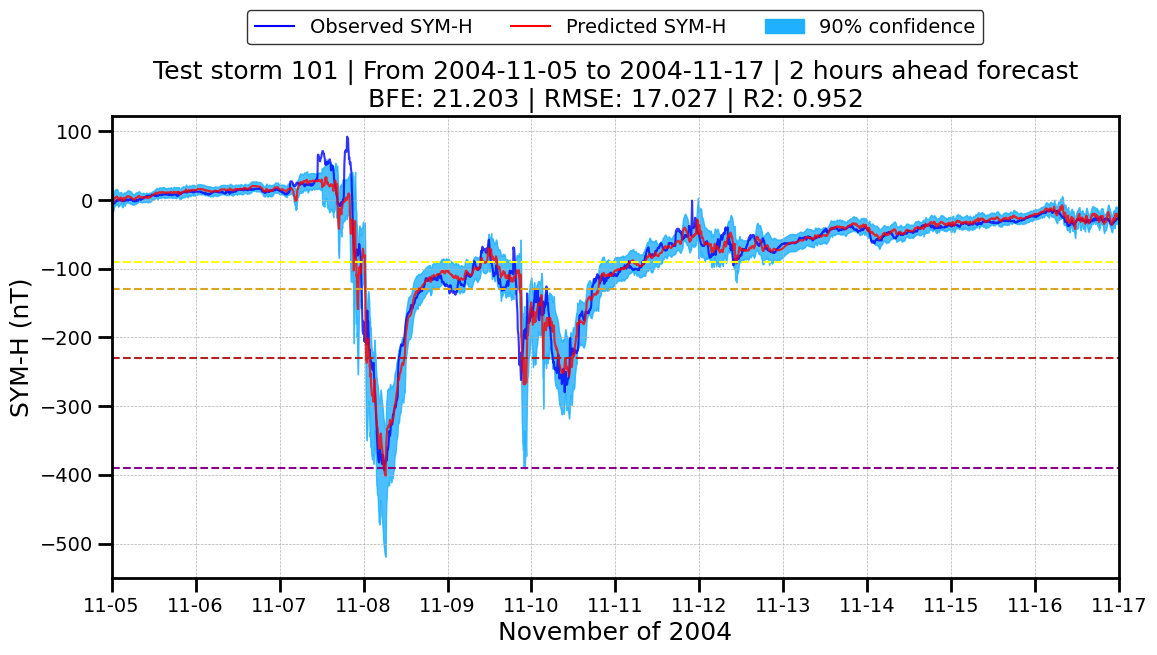 Observed SYM-H Predicted SYM-H 90% confidence
Test storm 101 | From 2004-11-05 to 2004-11-17 | 2 hours ahead forecast
BFE: 21.203 | RMSE: 17.027 | R2: 0.952
100
0
−100
−200
−300
−400
−500
SYM-H (nT)
11-05 11-06 11-07 11-08 11-09 11-10 11-11 11-12 11-13 11-14 11-15 11-16 11-17
November of 2004